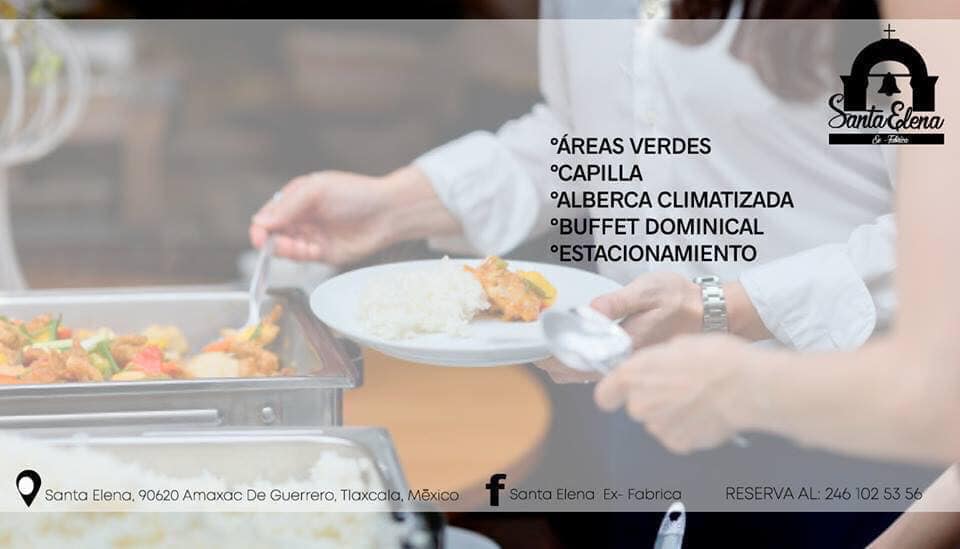 Santa Elena
Ex - Fabrica
°ÁREAS VERDES
°CAPILLA
°ALBERCA CLIMATIZADA
°BUFFET DOMINICAL
°ESTACIONAMIENTO
Santa Elena, 90620 Amaxac De Guerrero, Tlaxcala, México
Santa Elena Ex- Fabrica
RESERVA AL: 246 102 53 56